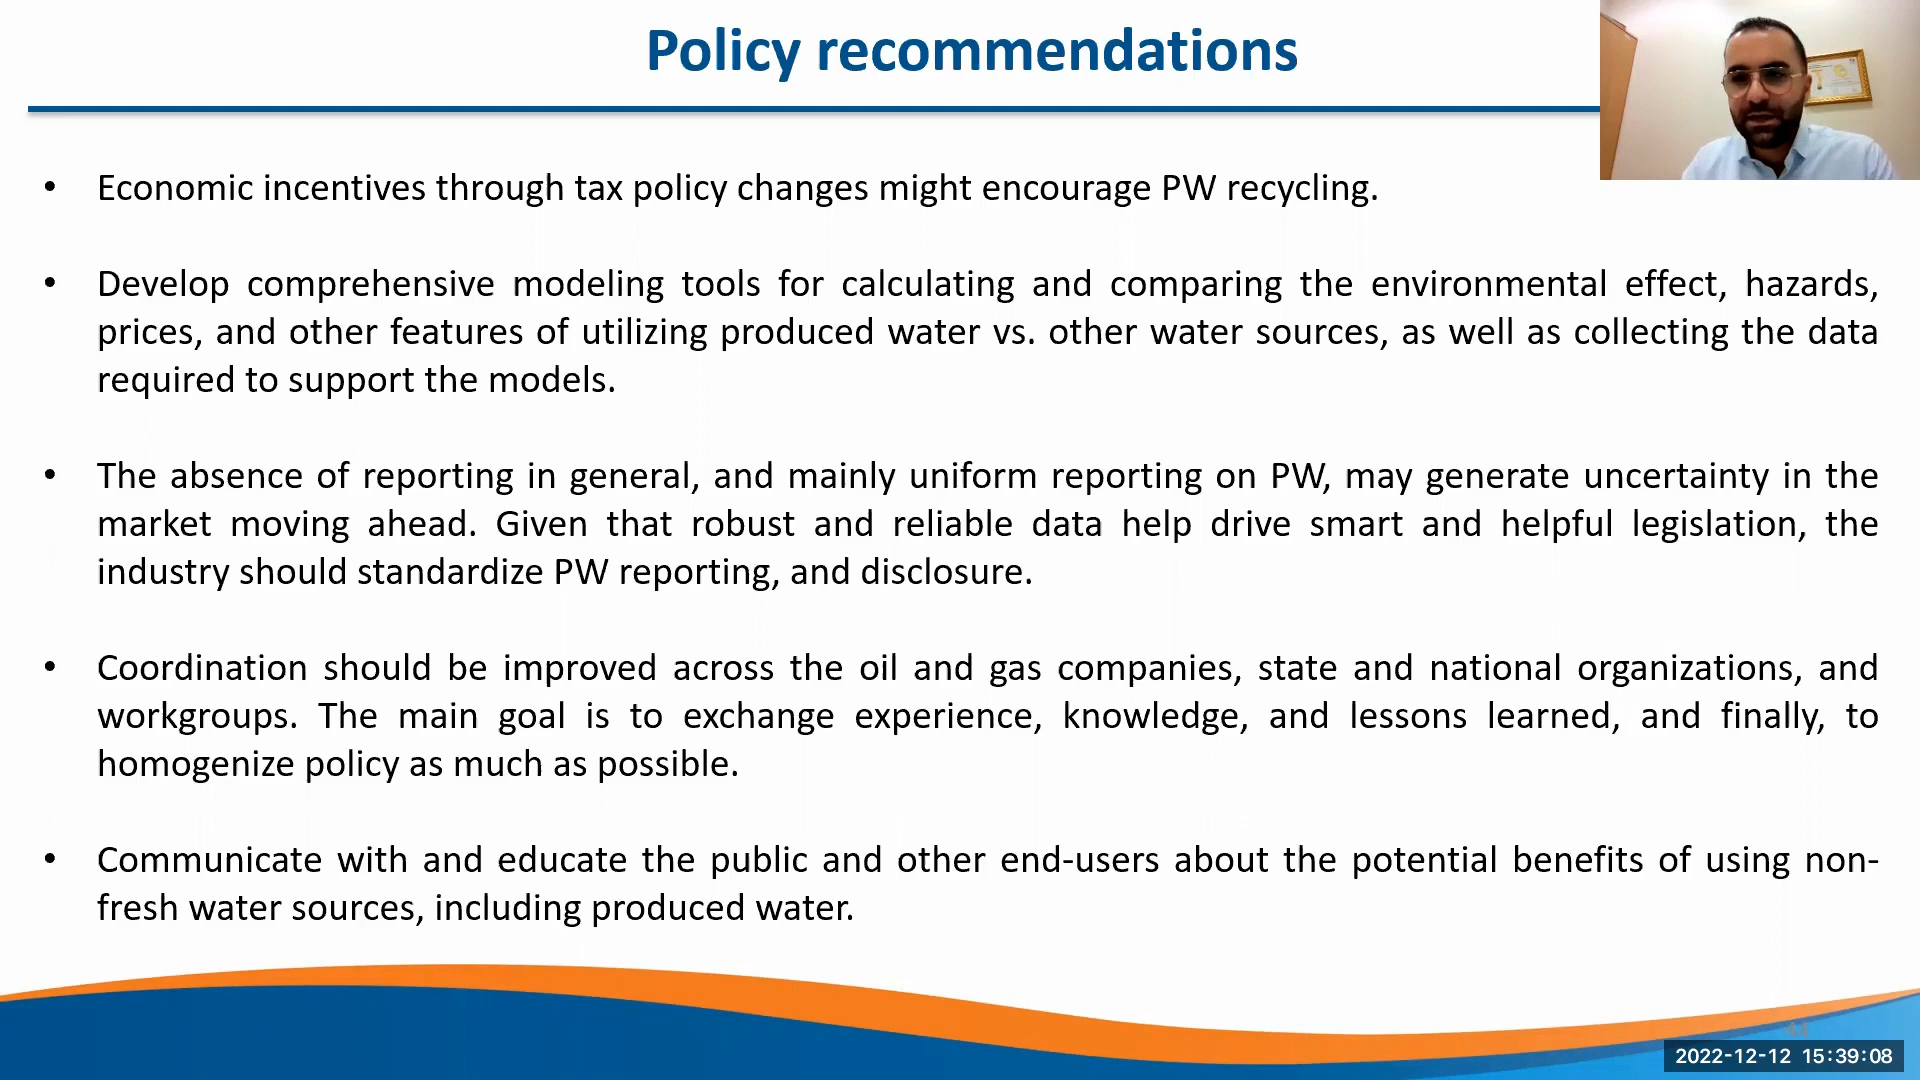 Policy recommendations
• Economic incentives through tax policy changes might encourage PW recycling.
• Develop comprehensive modeling tools for calculating and comparing the environmental effect, hazards,
prices, and other features of utilizing produced water vs. other water sources, as well as collecting the data
required to support the models.
• The absence of reporting in general, and mainly uniform reporting on PW, may generate uncertainty in the
market moving ahead. Given that robust and reliable data help drive smart and helpful legislation, the
industry should standardize PW reporting, and disclosure.
• Coordination should be improved across the oil and gas companies, state and national organizations, and
workgroups. The main goal is to exchange experience, knowledge, and lessons learned, and finally, to
homogenize policy as much as possible.
• Communicate with and educate the public and other end-users about the potential benefits of using non-
fresh water sources, including produced water.
2022-12-12 15:39:08